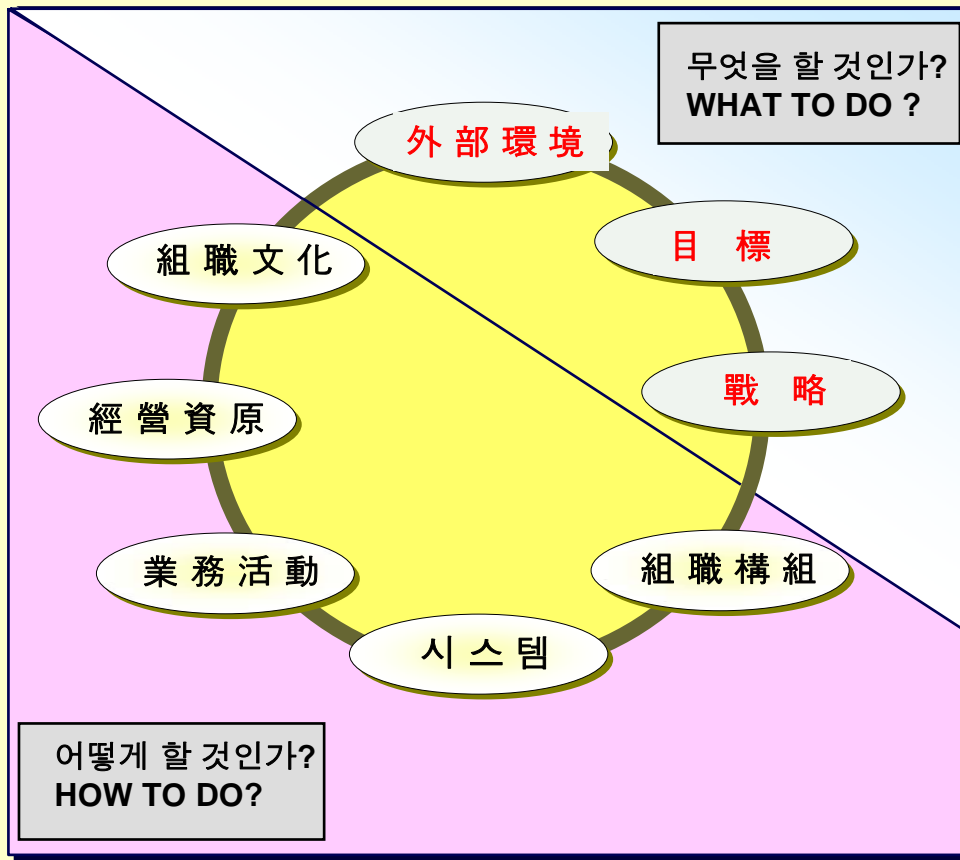 무엇을 할 것인가?
WHAT TO DO ?
外 部 環 境
目 標
戰 略
組 職 構 組
시 스 템
業 務 活 動
經 營 資 原
組 職 文 化
어떻게 할 것인가?
HOW TO DO?